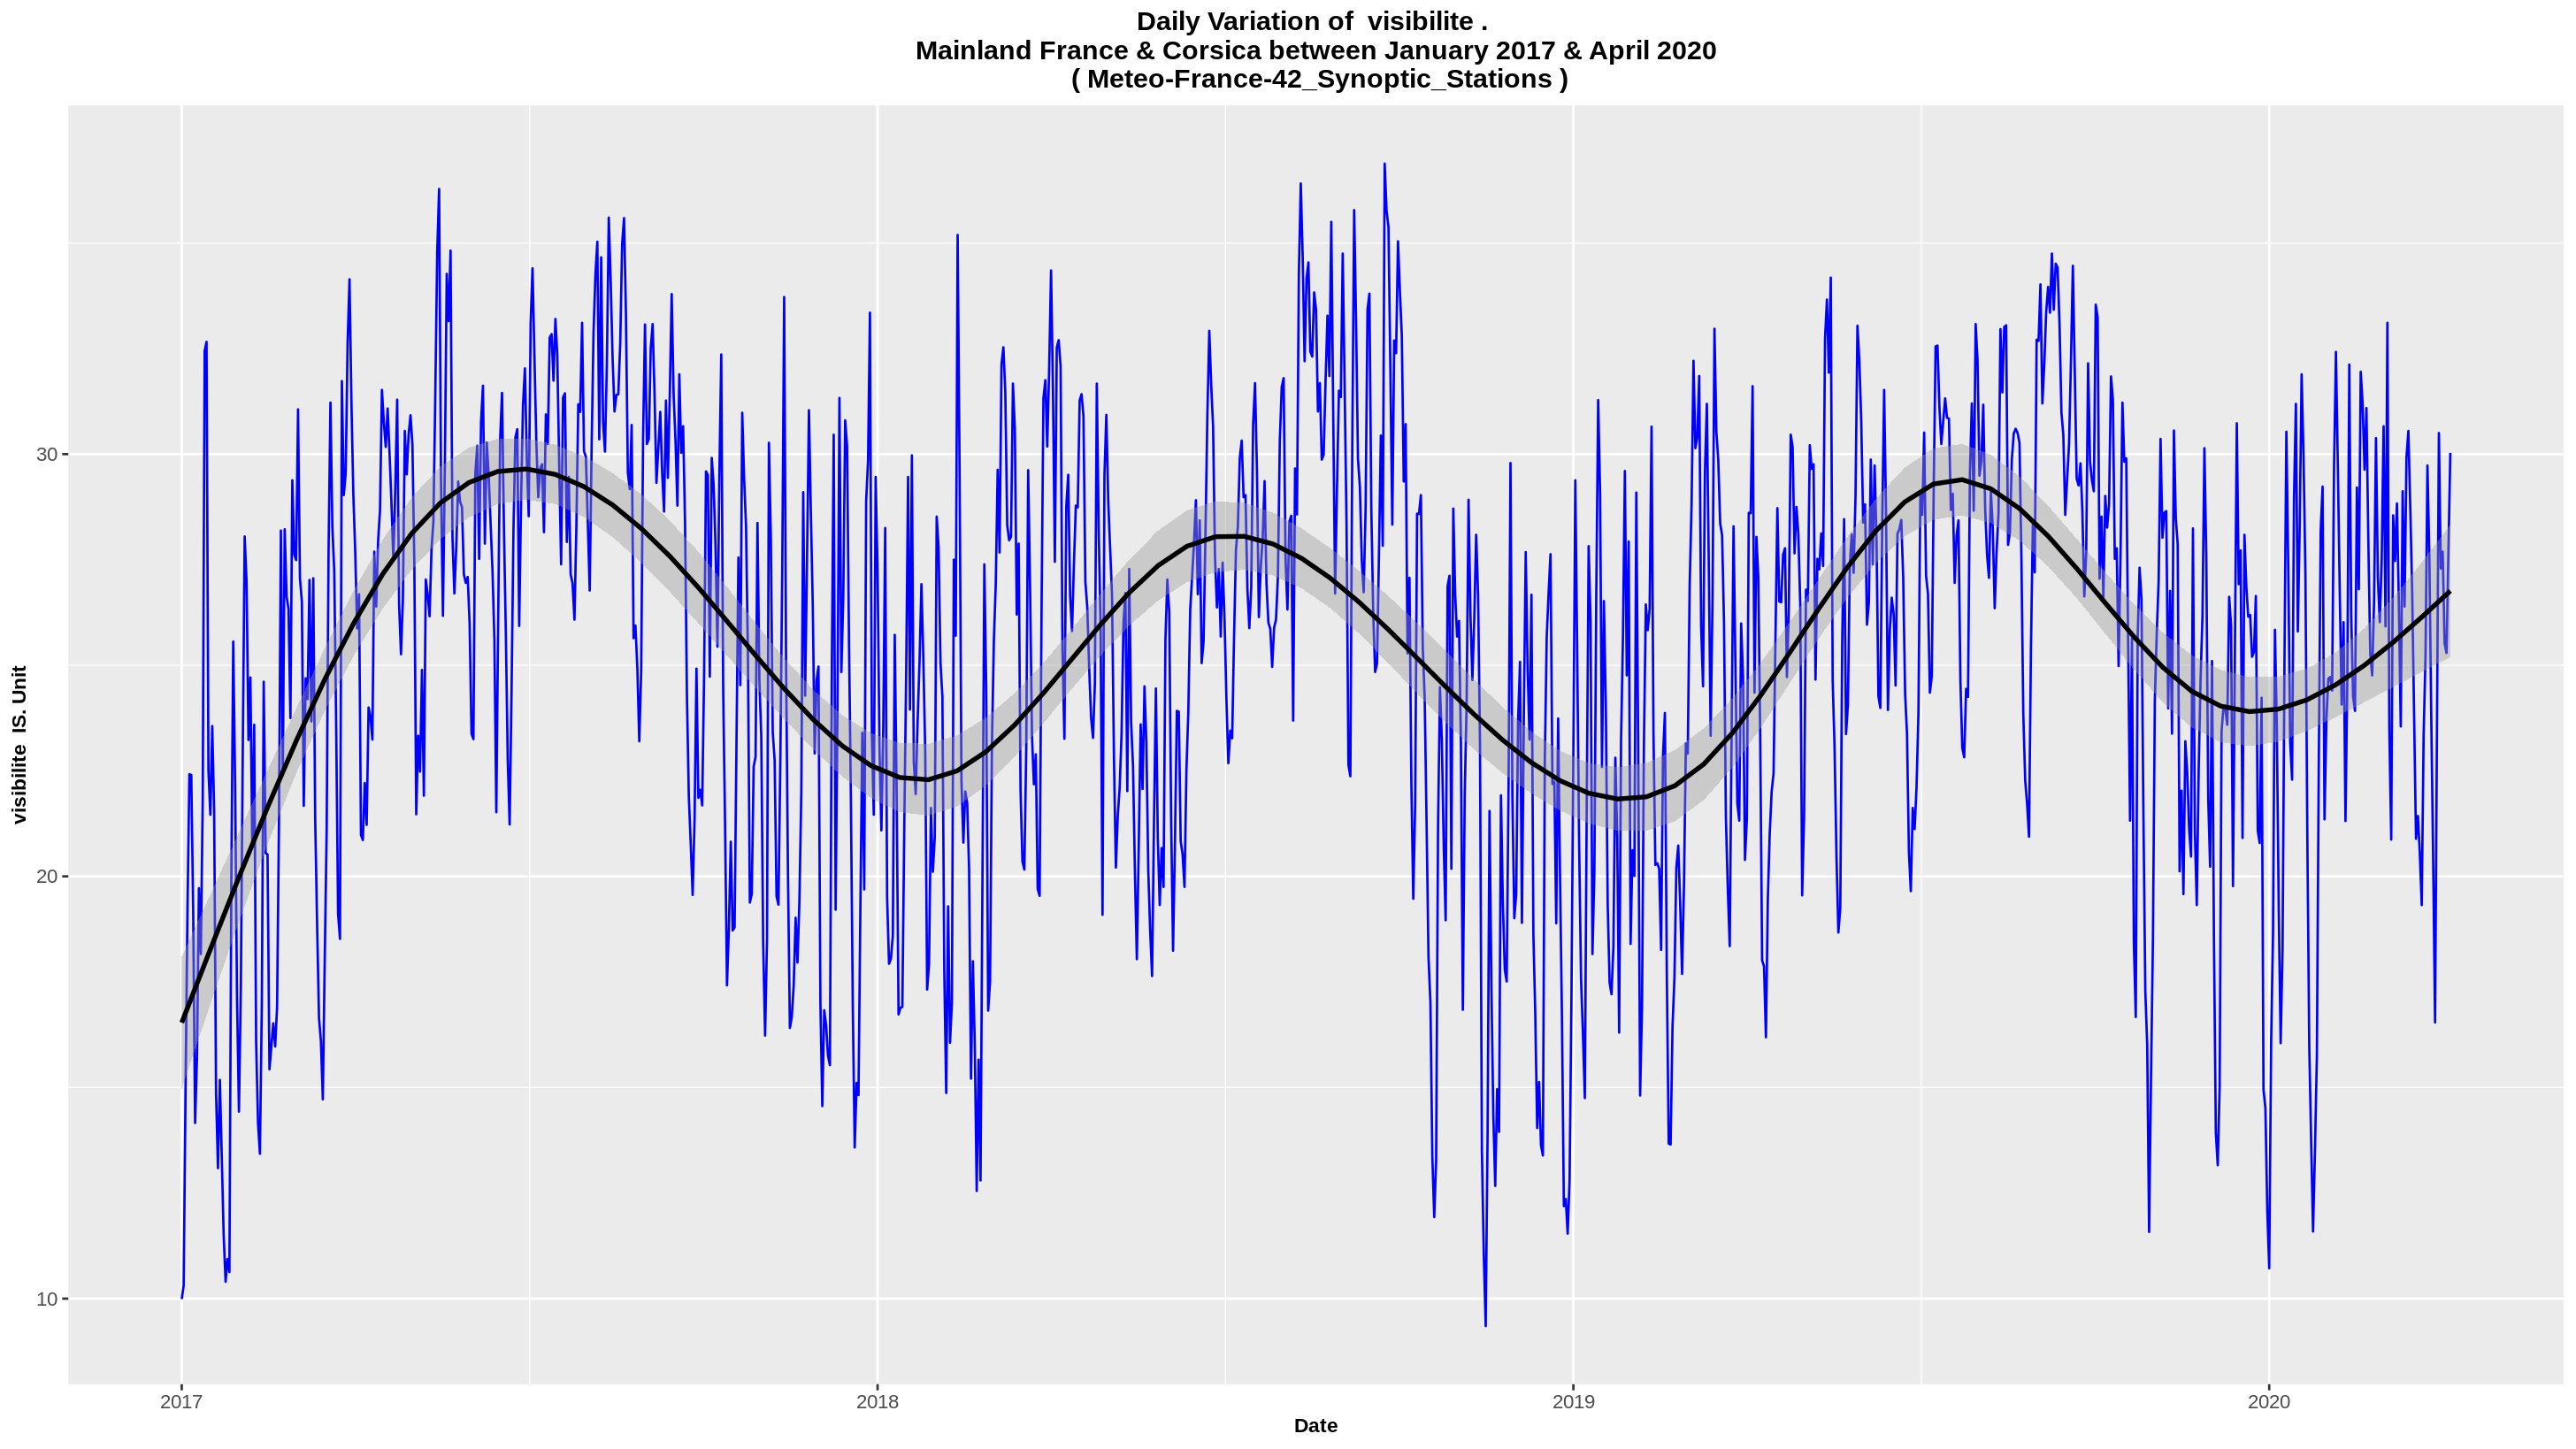 Daily Variation of  visibilite .
Mainland France & Corsica between January 2017 & April 2020
( Meteo-France-42_Synoptic_Stations )
visibilite  IS. Unit
30
20
10
2017
2018
2019
2020
Date